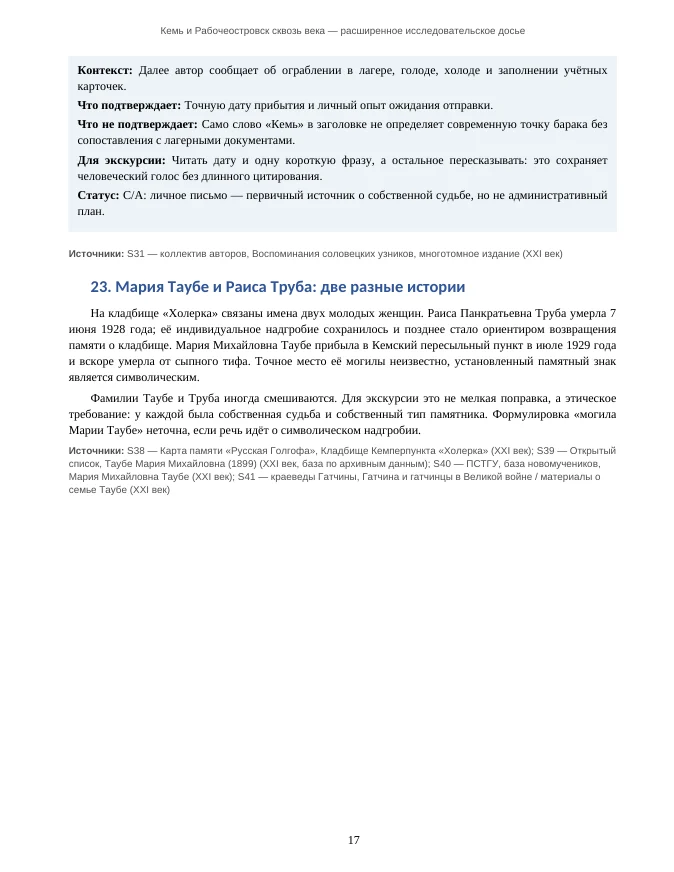 Кемь и Рабочеостровск сквозь века — расширенное исследовательское досье
Контекст: Далее автор сообщает об ограблении в лагере, голоде, холоде и заполнении учётных
карточек.
Что подтверждает: Точную дату прибытия и личный опыт ожидания отправки.
Что не подтверждает: Само слово «Кемь» в заголовке не определяет современную точку барака без
сопоставления с лагерными документами.
Для экскурсии: Читать дату и одну короткую фразу, а остальное пересказывать: это сохраняет
человеческий голос без длинного цитирования.
Статус: С/А: личное письмо — первичный источник о собственной судьбе, но не административный
план.
Источники: S31 — коллектив авторов, Воспоминания соловецких узников, многотомное издание (XXI век)
23. Мария Таубе и Раиса Труба: две разные истории
На кладбище «Холерка» связаны имена двух молодых женщин. Раиса Панкратьевна Труба умерла 7
июня 1928 года; её индивидуальное надгробие сохранилось и позднее стало ориентиром возвращения
памяти о кладбище. Мария Михайловна Таубе прибыла в Кемский пересыльный пункт в июле 1929 года
и вскоре умерла от сыпного тифа. Точное место её могилы неизвестно, установленный памятный знак
является символическим.
Фамилии Таубе и Труба иногда смешиваются. Для экскурсии это не мелкая поправка, а этическое
требование: у каждой была собственная судьба и собственный тип памятника. Формулировка «могила
Марии Таубе» неточна, если речь идёт о символическом надгробии.
Источники: S38 — Карта памяти «Русская Голгофа», Кладбище Кемперпункта «Холерка» (XXI век); S39 — Открытый
список, Таубе Мария Михайловна (1899) (XXI век, база по архивным данным); S40 — ПСТГУ, база новомучеников,
Мария Михайловна Таубе (XXI век); S41 — краеведы Гатчины, Гатчина и гатчинцы в Великой войне / материалы о
семье Таубе (XXI век)
17